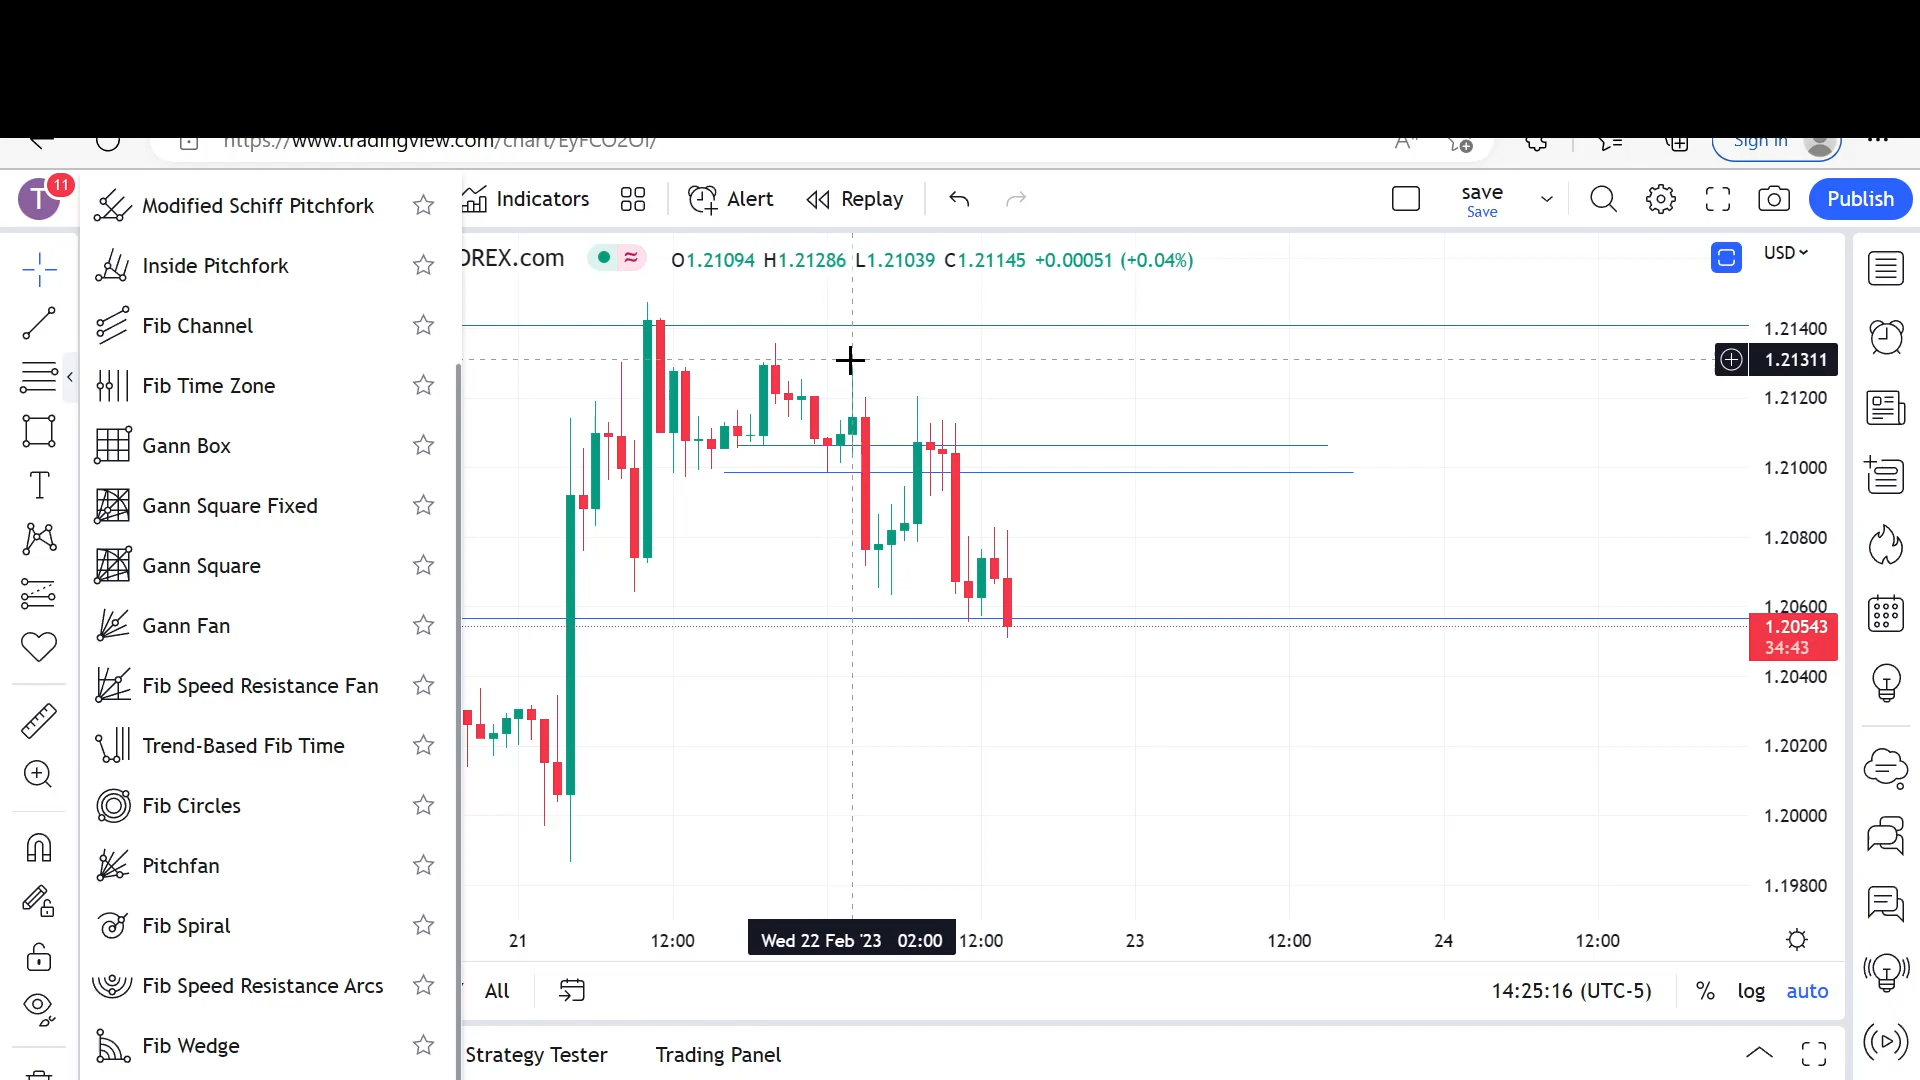 https://www.tradingview.com/chart/EyFCO2OI/
Sign in
T
11
Indicators
Alert
Replay
save
Save
Publish
Modified Schiff Pitchfork
Inside Pitchfork
Fib Channel
Fib Time Zone
Gann Box
Gann Square Fixed
Gann Square
Gann Fan
Fib Speed Resistance Fan
Trend-Based Fib Time
Fib Circles
Pitchfan
Fib Spiral
Fib Speed Resistance Arcs
Fib Wedge
OREX.com
O1.21094 H1.21286 L1.21039 C1.21145 +0.00051 (+0.04%)
USD
1.21400
1.21311
1.21200
1.21000
1.20800
1.20600
1.20543
34:43
1.20400
1.20200
1.20000
1.19800
21
12:00
Wed 22 Feb '23 02:00
12:00
23
12:00
24
12:00
All
14:25:16 (UTC-5)
%
log
auto
Strategy Tester
Trading Panel